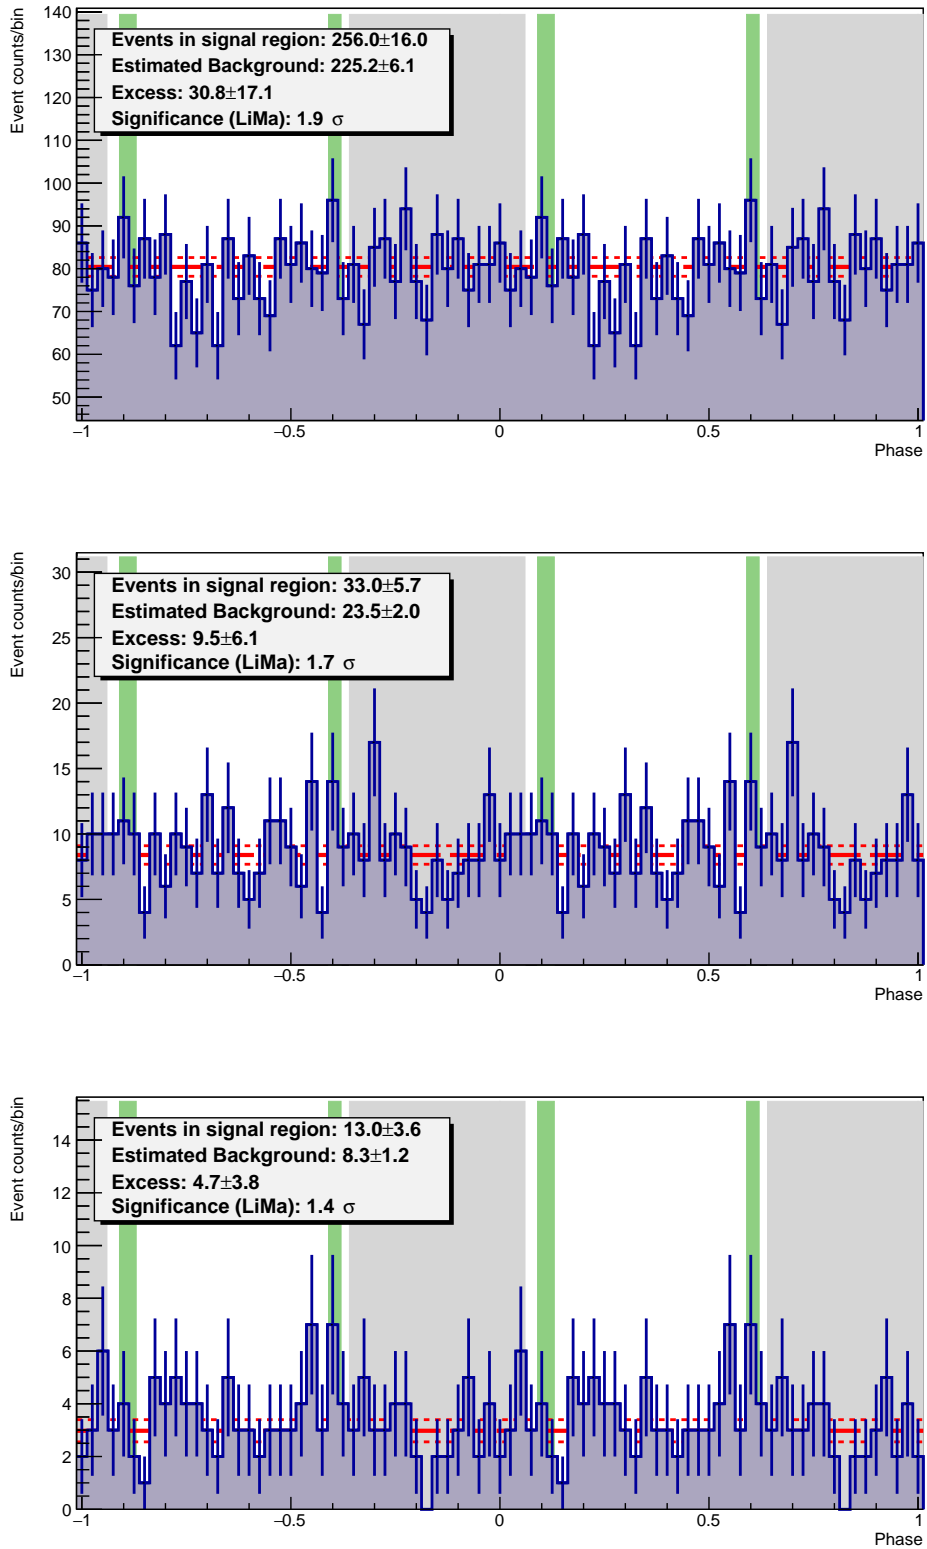 Event counts/bin
140
130
120
110
100
90
80
70
60
50
Events in signal region: 256.0±16.0
Estimated Background: 225.2±6.1
Excess: 30.8±17.1
Significance (LiMa): 1.9 σ
−1 −0.5 0 0.5 1
Phase
Event counts/bin
30
25
20
15
10
5
0
Events in signal region: 33.0±5.7
Estimated Background: 23.5±2.0
Excess: 9.5±6.1
Significance (LiMa): 1.7 σ
−1 −0.5 0 0.5 1
Phase
Event counts/bin
14
12
10
8
6
4
2
0
Events in signal region: 13.0±3.6
Estimated Background: 8.3±1.2
Excess: 4.7±3.8
Significance (LiMa): 1.4 σ
−1 −0.5 0 0.5 1
Phase